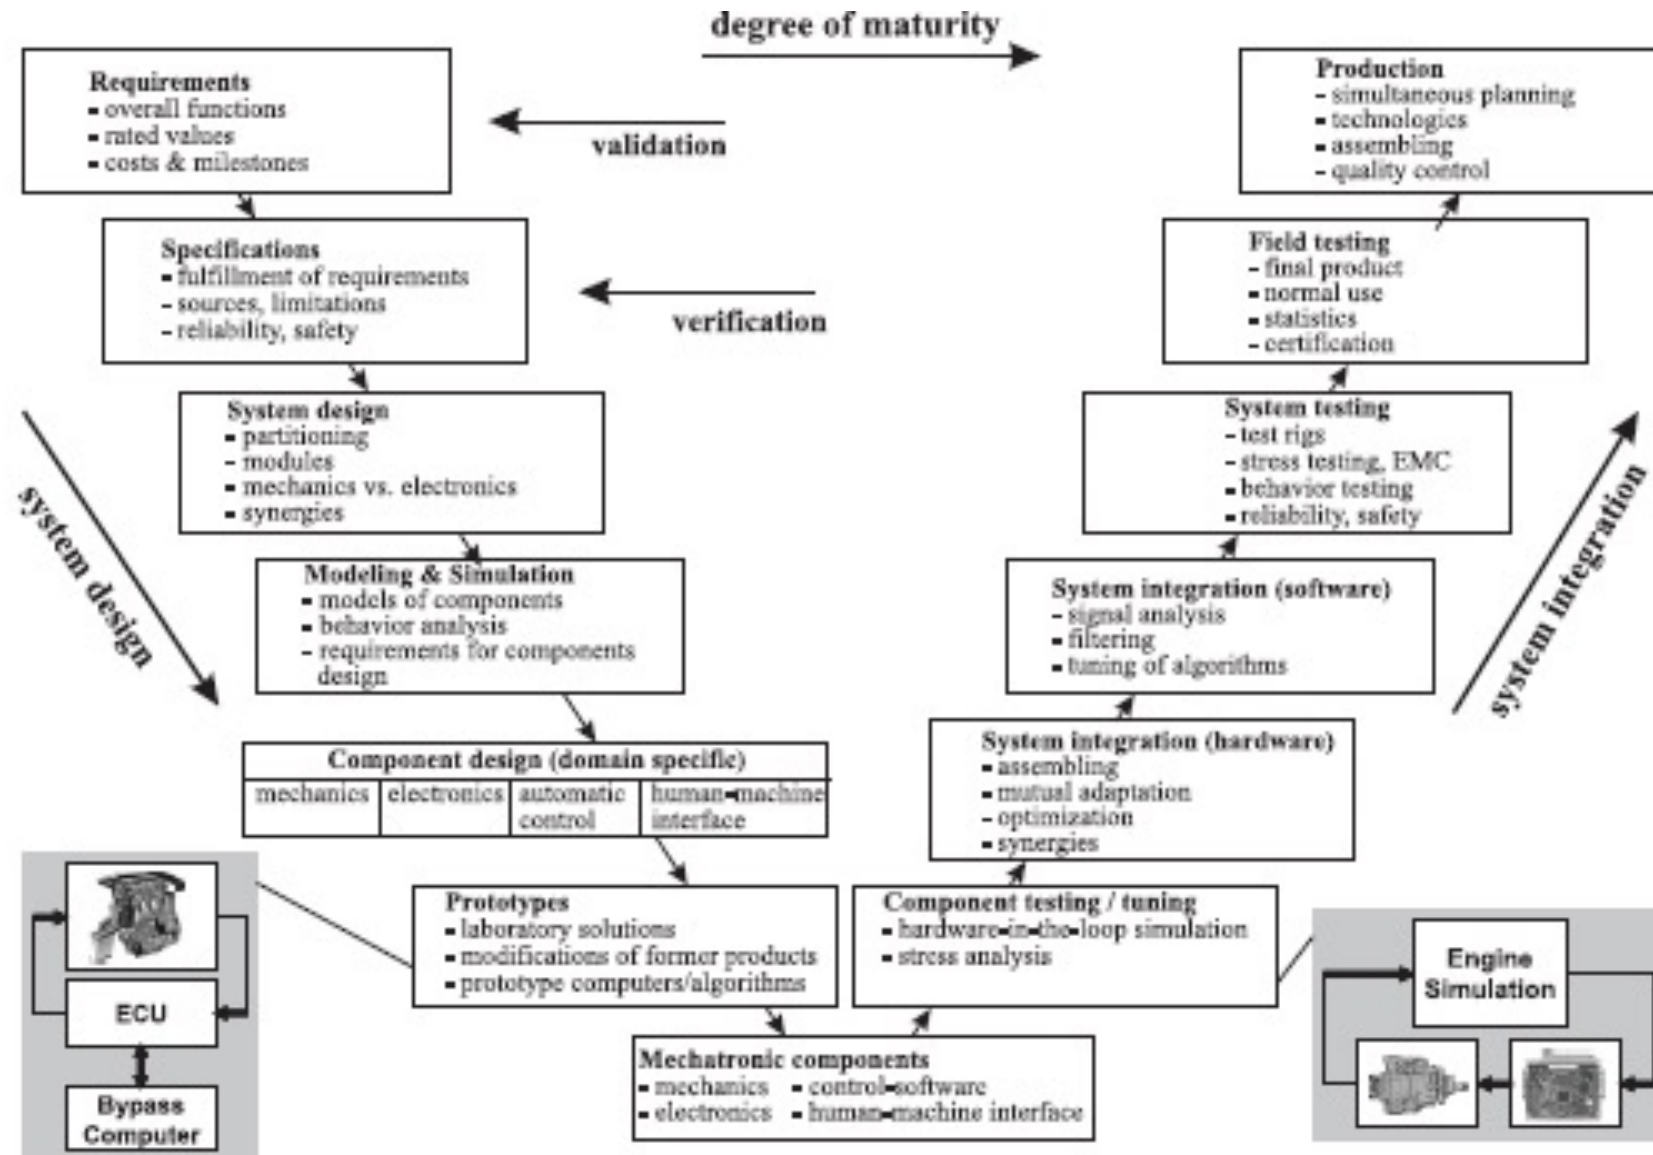 degree of maturity
Requirements
- overall functions
- rated values
- costs & milestones
validation
Production
- simultaneous planning
- technologies
- assembling
- quality control
Specifications
- fulfillment of requirements
- sources, limitations
- reliability, safety
verification
Field testing
- final product
- normal use
- statistics
- certification
System design
- partitioning
- modules
- mechanics vs. electronics
- synergies
System testing
- test rigs
- stress testing, EMC
- behavior testing
- reliability, safety
system design
system integration
Modeling & Simulation
- models of components
- behavior analysis
- requirements for components
design
System integration (software)
- signal analysis
- filtering
- tuning of algorithms
Component design (domain specific)
mechanics electronics automatic human-machine
control interface
System integration (hardware)
- assembling
- mutual adaptation
- optimization
- synergies
Prototypes
- laboratory solutions
- modifications of former products
- prototype computers/algorithms
Component testing / tuning
- hardware-in-the-loop simulation
- stress analysis
ECU
Bypass
Computer
Engine
Simulation
Mechatronic components
- mechanics - control-software
- electronics - human-machine interface